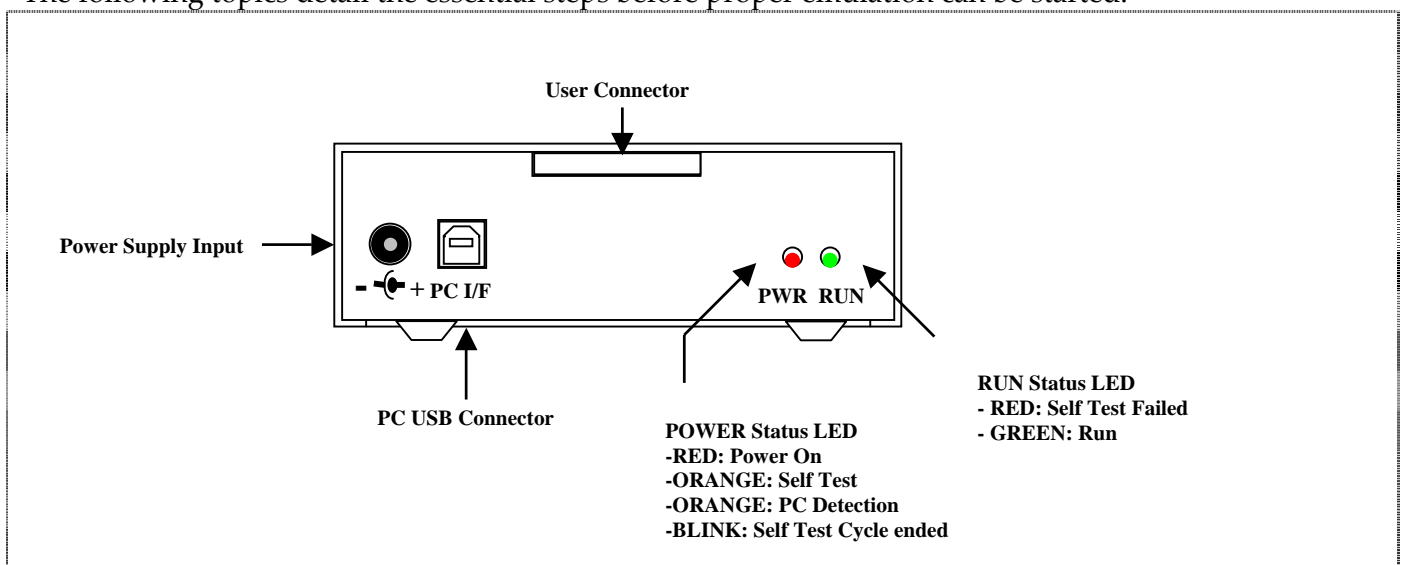 The following topics detail the essential steps before proper emulation can be started.
User Connector
Power Supply Input
- + PC I/F
PWR RUN
PC USB Connector
POWER Status LED
-RED: Power On
-ORANGE: Self Test
-ORANGE: PC Detection
-BLINK: Self Test Cycle ended
RUN Status LED
- RED: Self Test Failed
- GREEN: Run